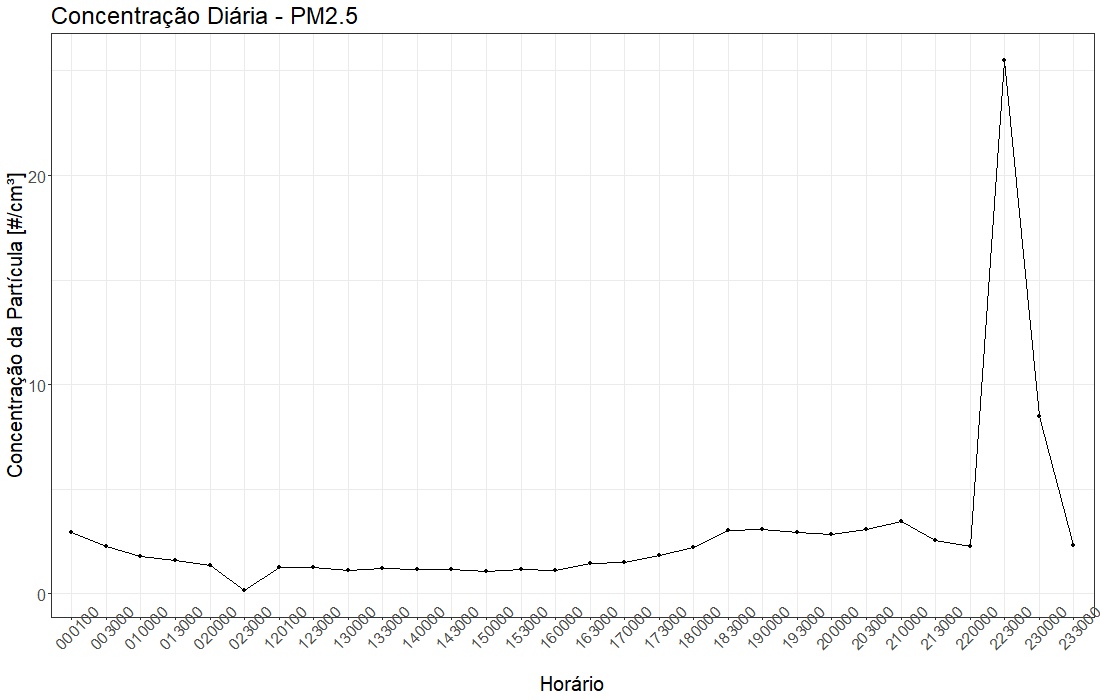 Concentração Diária - PM2.5
Concentração da Partícula [#/cm³]
20
10
0
000100 003000 010000 013000 020000 023000 120100 123000 130000 133000 140000 143000 150000 153000 160000 163000 170000 173000 180000 183000 190000 193000 200000 203000 210000 213000 220000 223000 230000 233000
Horário